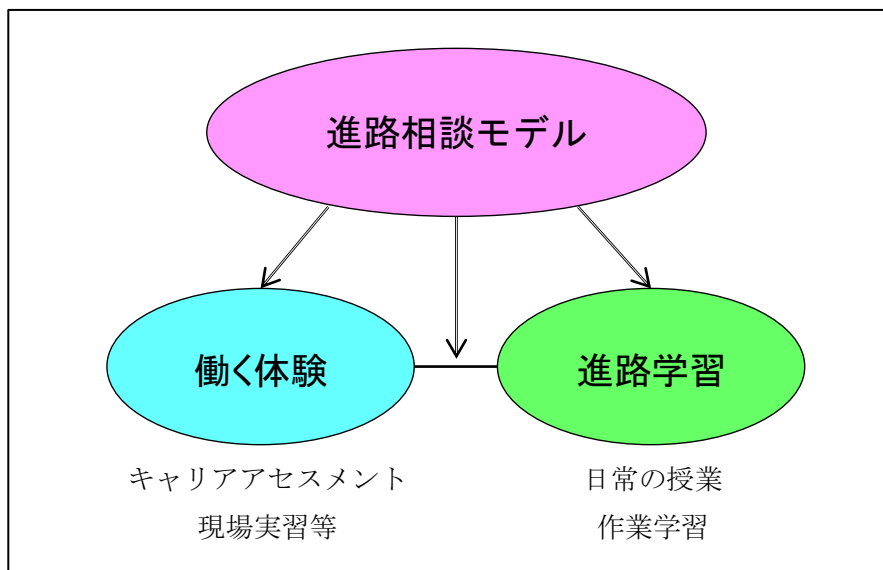 進路相談モデル
働く体験
進路学習
キャリアアセスメント
現場実習等
日常の授業
作業学習